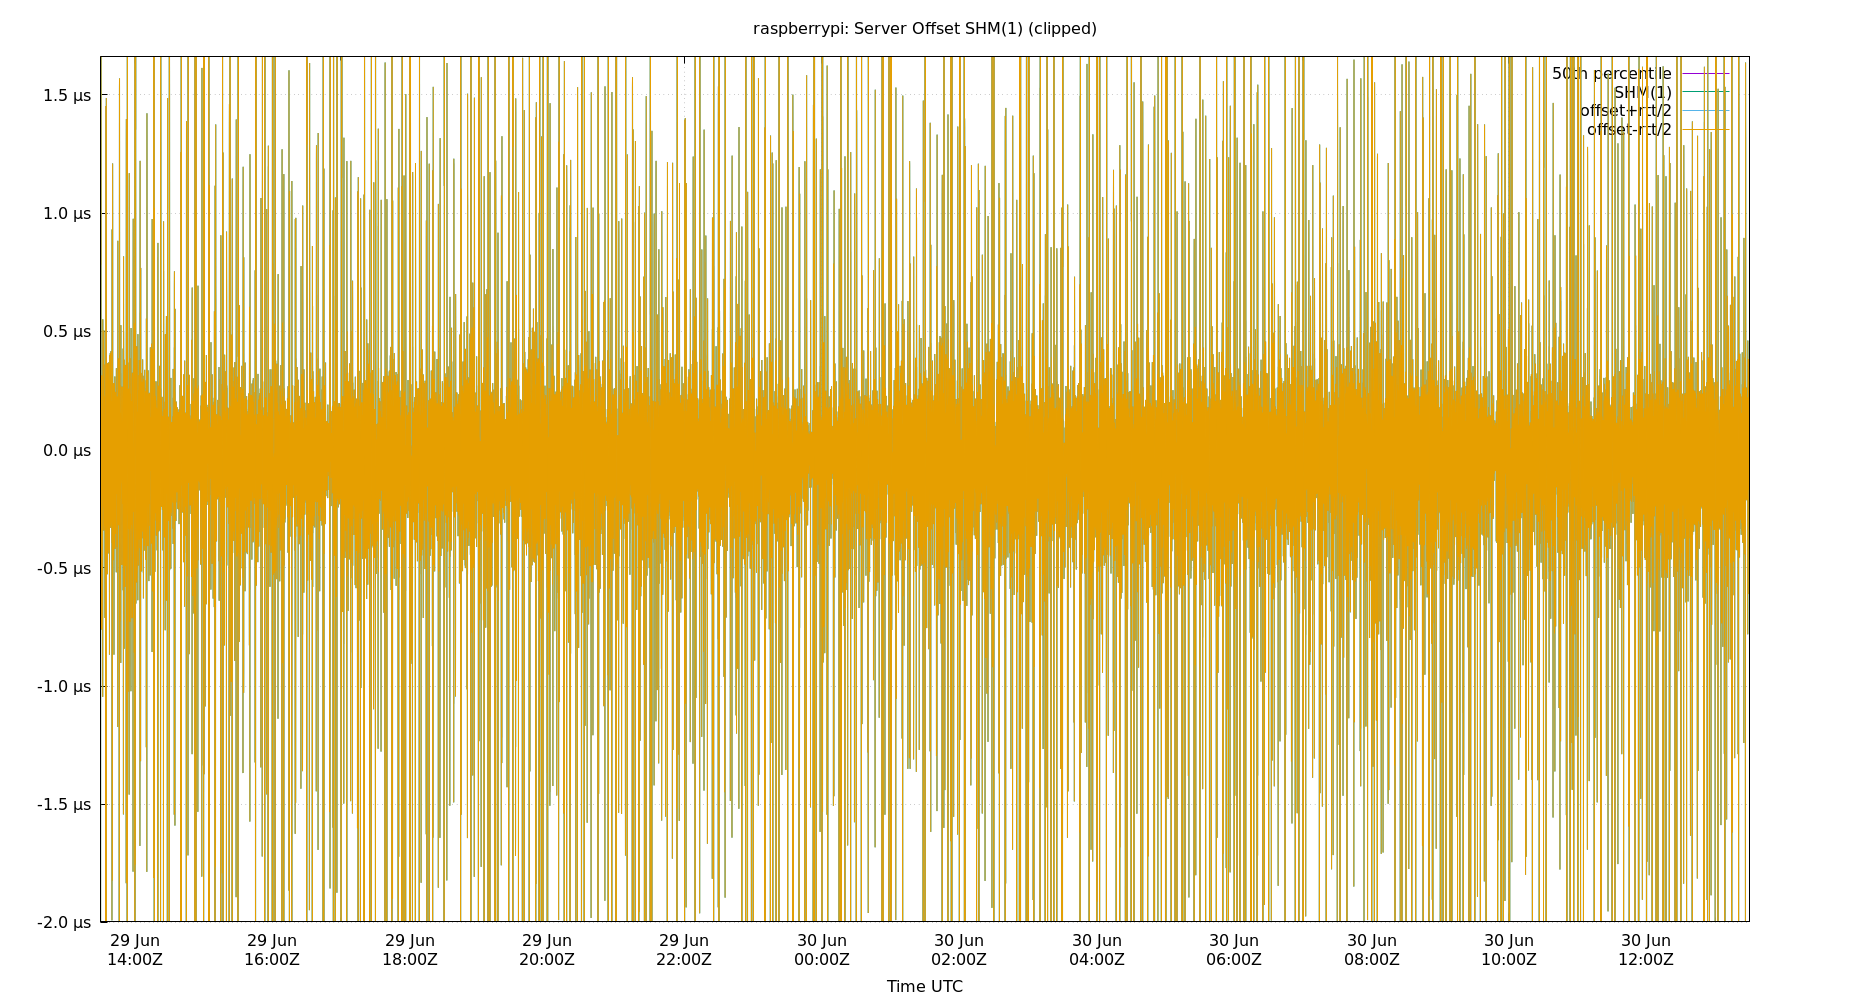 raspberrypi: Server Offset SHM(1) (clipped)
50th percentile
SHM(1)
offset+rtt/2
offset-rtt/2
1.5 µs
1.0 µs
0.5 µs
0.0 µs
-0.5 µs
-1.0 µs
-1.5 µs
-2.0 µs
29 Jun 29 Jun 29 Jun 29 Jun 29 Jun 30 Jun 30 Jun 30 Jun 30 Jun 30 Jun 30 Jun 30 Jun
14:00Z 16:00Z 18:00Z 20:00Z 22:00Z 00:00Z 02:00Z 04:00Z 06:00Z 08:00Z 10:00Z 12:00Z
Time UTC